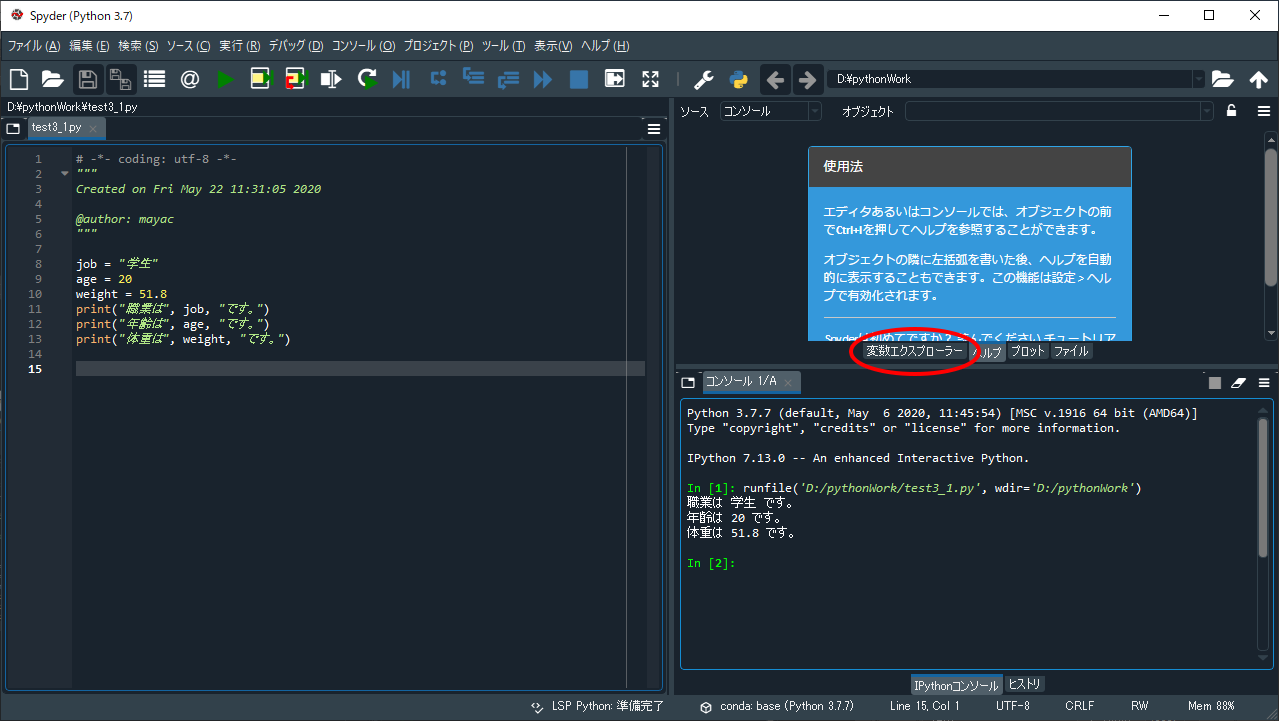 Spyder (Python 3.7)
ファイル (A) 編集 (E) 検索 (S) ソース (C) 実行 (R) デバッグ (D) コンソール (O) プロジェクト (P) ツール (T) 表示(V) ヘルプ (H)
D:¥pythonWork
D:¥pythonWork¥test3_1.py
test3_1.py
1 # -*- coding: utf-8 -*-
2 """
3 Created on Fri May 22 11:31:05 2020
4
5 @author: mayac
6 """
7
8 job = "学生"
9 age = 20
10 weight = 51.8
11 print("職業は", job, "です。")
12 print("年齢は", age, "です。")
13 print("体重は", weight, "です。")
14
15
ソース コンソール オブジェクト
使用法
エディタあるいはコンソールでは、オブジェクトの前
でCtrl+Iを押してヘルプを参照することができます。
オブジェクトの隣に左括弧を書いた後、ヘルプを自動
的に表示することもできます。この機能は設定 > ヘル
プで有効化されます。
Spyderは初めてですか? 読んでください チュートリア
変数エクスプローラー ヘルプ プロット ファイル
コンソール 1/A
Python 3.7.7 (default, May  6 2020, 11:45:54) [MSC v.1916 64 bit (AMD64)]
Type "copyright", "credits" or "license" for more information.
IPython 7.13.0 -- An enhanced Interactive Python.
In [1]: runfile('D:/pythonWork/test3_1.py', wdir='D:/pythonWork')
職業は 学生 です。
年齢は 20 です。
体重は 51.8 です。
In [2]:
IPythonコンソール ヒストリ
LSP Python: 準備完了 conda: base (Python 3.7.7) Line 15, Col 1 UTF-8 CRLF RW Mem 88%